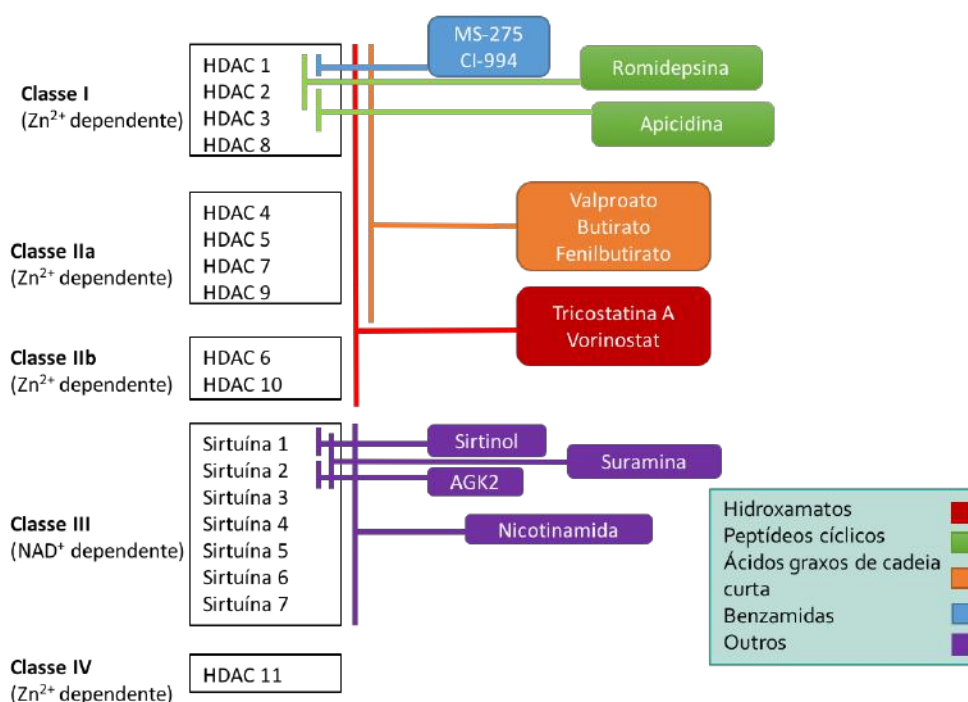 MS-275
CI-994
Romidepsina
Apicidina
Classe I
(Zn²⁺ dependente)
HDAC 1
HDAC 2
HDAC 3
HDAC 8
Valproato
Butirato
Fenilbutirato
Classe IIa
(Zn²⁺ dependente)
HDAC 4
HDAC 5
HDAC 7
HDAC 9
Tricostatina A
Vorinostat
Classe IIb
(Zn²⁺ dependente)
HDAC 6
HDAC 10
Classe III
(NAD⁺ dependente)
Sirtuína 1
Sirtuína 2
Sirtuína 3
Sirtuína 4
Sirtuína 5
Sirtuína 6
Sirtuína 7
Sirtinol
Suramina
AGK2
Nicotinamida
Hidroxamatos
Peptídeos cíclicos
Ácidos graxos de cadeia
curta
Benzamidas
Outros
Classe IV
(Zn²⁺ dependente)
HDAC 11